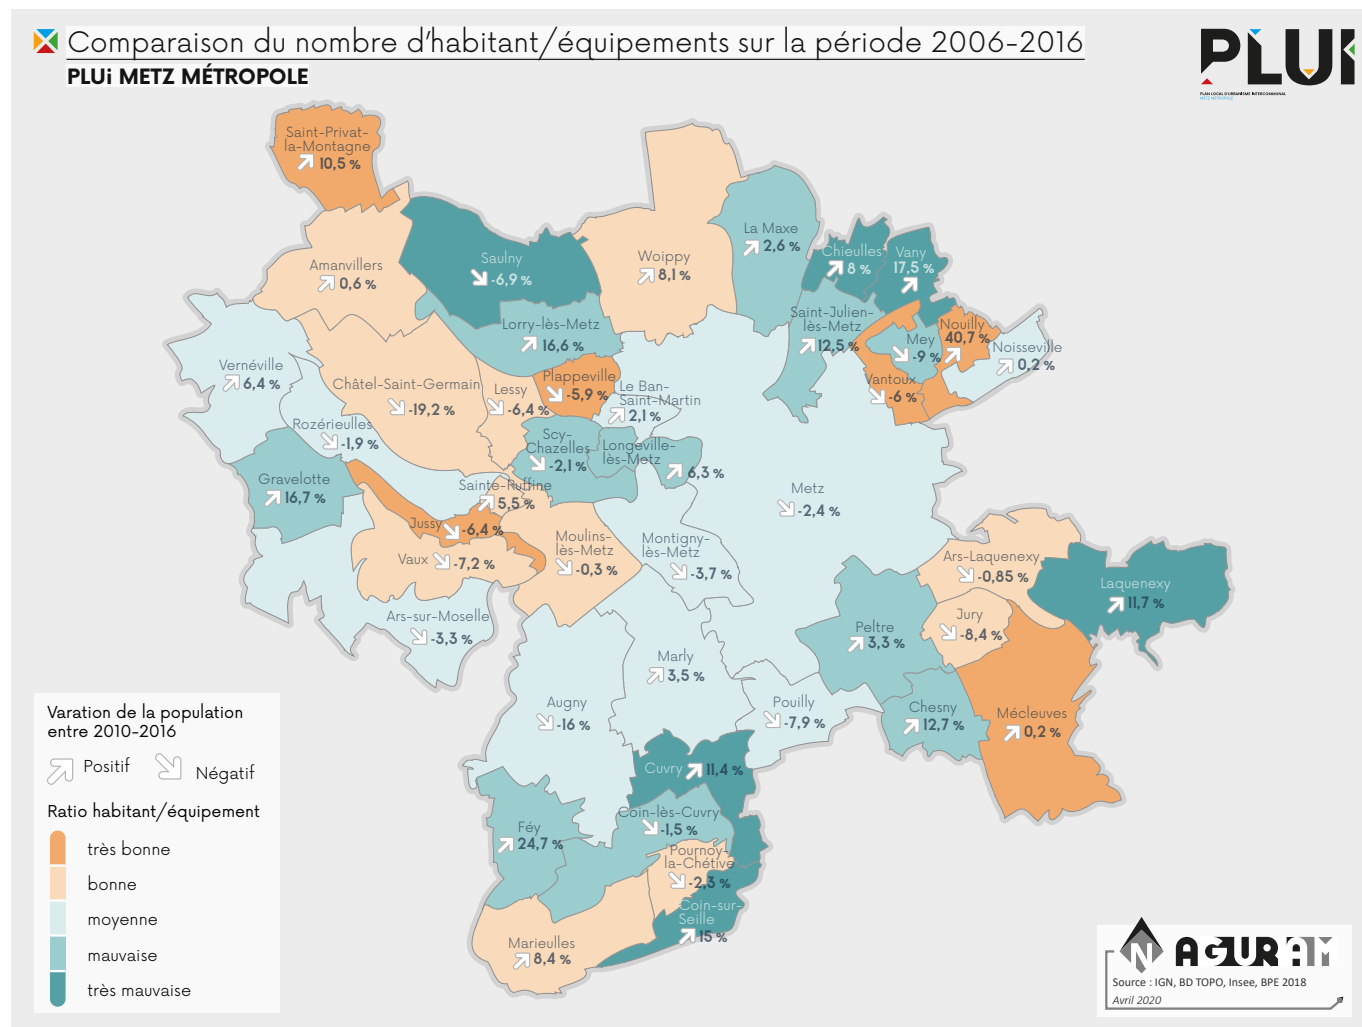 Comparaison du nombre d'habitant/équipements sur la période 2006-2016
PLUi METZ MÉTROPOLE
PLUi
PLAN LOCAL D'URBANISME INTERCOMMUNAL
METZ MÉTROPOLE
Saint-Privat-
la-Montagne
10,5 %
Amanvillers
0,6 %
Saulny
-6,9 %
Woippy
8,1 %
La Maxe
2,6 %
Chieulles
8 %
Vany
17,5 %
Lorry-lès-Metz
16,6 %
Saint-Julien-
lès-Metz
12,5 %
Mey
-9 %
Nouilly
40,7 %
Noisseville
0,2 %
Vantoux
-6 %
Vernéville
6,4 %
Châtel-Saint-Germain
-19,2 %
Lessy
-6,4 %
Plappeville
-5,9 %
Le Ban-
Saint-Martin
2,1 %
Rozérieulles
-1,9 %
Scy-
Chazelles
-2,1 %
Longeville-
lès-Metz
6,3 %
Gravelotte
16,7 %
Sainte-Ruffine
5,5 %
Metz
-2,4 %
Jussy
-6,4 %
Vaux
-7,2 %
Moulins-
lès-Metz
-0,3 %
Montigny-
lès-Metz
-3,7 %
Ars-Laquenexy
-0,85 %
Laquenexy
11,7 %
Ars-sur-Moselle
-3,3 %
Jury
-8,4 %
Peltre
3,3 %
Marly
3,5 %
Augny
-16 %
Pouilly
-7,9 %
Chesny
12,7 %
Mécleuves
0,2 %
Cuvry
11,4 %
Coin-lès-Cuvry
-1,5 %
Féy
24,7 %
Pournoy-
la-Chétive
-2,3 %
Coin-sur-
Seille
15 %
Marieulles
8,4 %
Varation de la population
entre 2010-2016
Positif
Négatif
Ratio habitant/équipement
très bonne
bonne
moyenne
mauvaise
très mauvaise
N
AGURAM
Source : IGN, BD TOPO, Insee, BPE 2018
Avril 2020